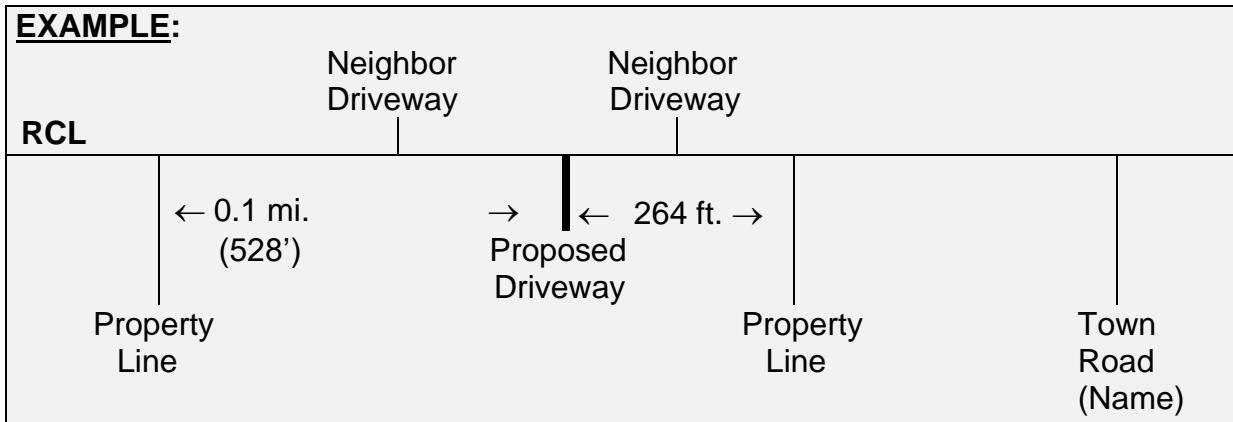 EXAMPLE:
Neighbor Driveway
Neighbor Driveway
RCL
← 0.1 mi. →
(528’)
← 264 ft. →
Proposed
Driveway
Property
Line
Property
Line
Town
Road
(Name)